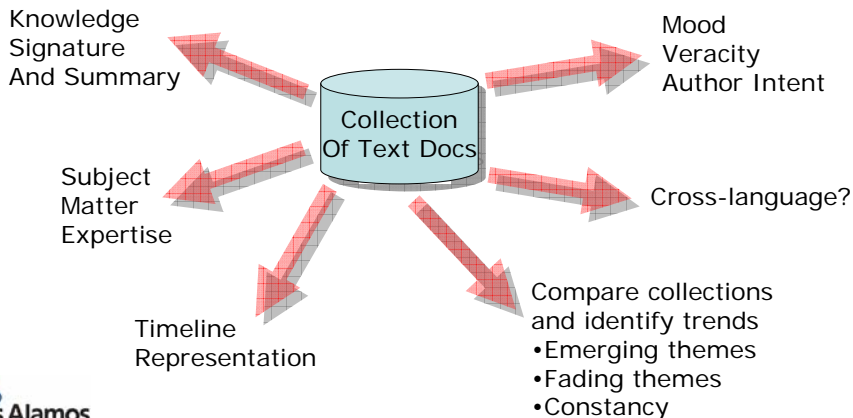 Knowledge
Signature
And Summary
Mood
Veracity
Author Intent
Collection
Of Text Docs
Subject
Matter
Expertise
Cross-language?
Timeline
Representation
Compare collections
and identify trends
•Emerging themes
•Fading themes
•Constancy
Alamos